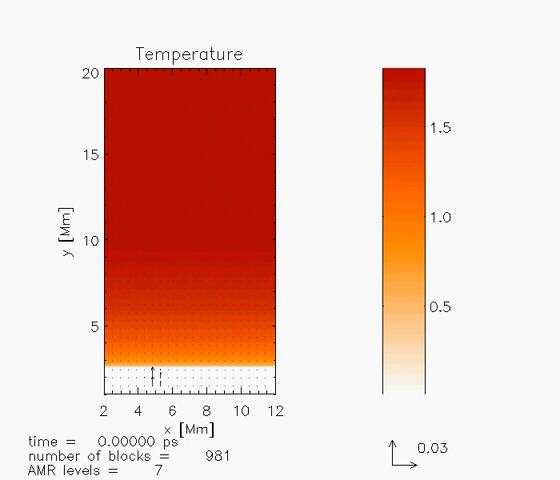 Temperature
20
15
10
5
y [Mm]
2 4 6 8 10 12
x [Mm]
1.5
1.0
0.5
0.03
time = 0.00000 ps
number of blocks = 981
AMR levels = 7